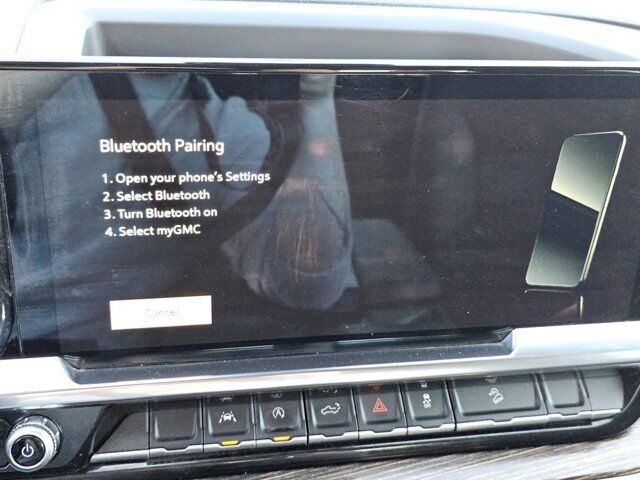 Bluetooth Pairing
1. Open your phone's Settings
2. Select Bluetooth
3. Turn Bluetooth on
4. Select myGMC
Cancel